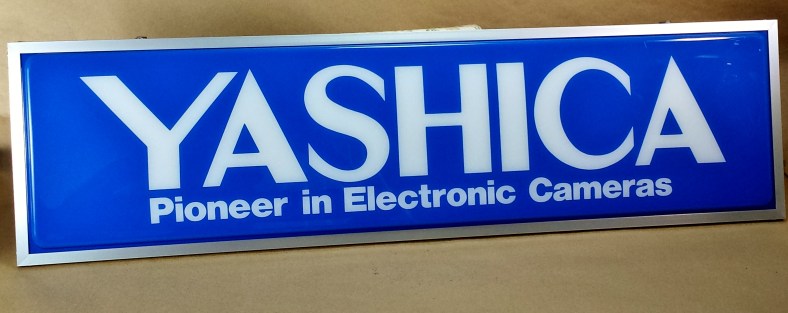 YASHICA
Pioneer in Electronic Cameras